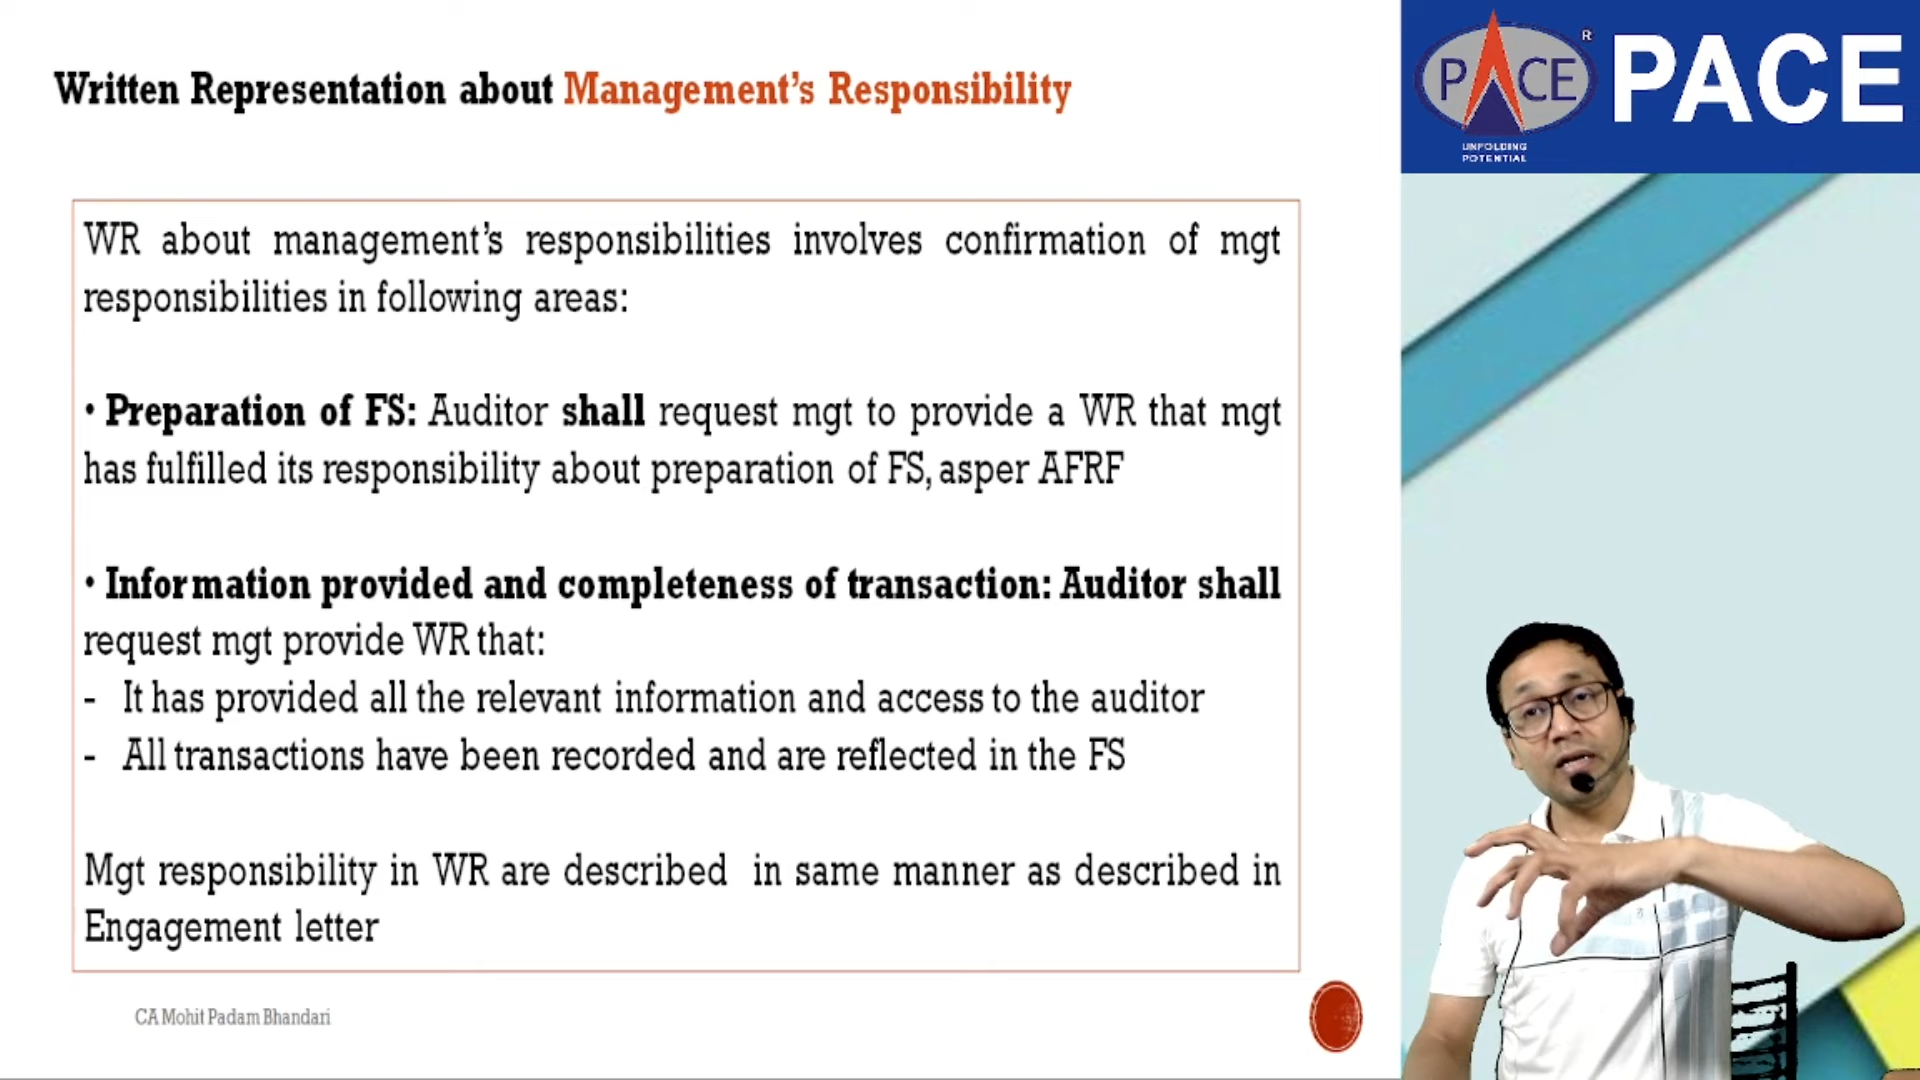 Written Representation about Management's Responsibility
WR about management's responsibilities involves confirmation of mgt
responsibilities in following areas:
• Preparation of FS: Auditor shall request mgt to provide a WR that mgt
has fulfilled its responsibility about preparation of FS, asper AFRF
• Information provided and completeness of transaction: Auditor shall
request mgt provide WR that:
- It has provided all the relevant information and access to the auditor
- All transactions have been recorded and are reflected in the FS
Mgt responsibility in WR are described in same manner as described in
Engagement letter
CA Mohit Padam Bhandari
PACE
R
UNFOLDING
POTENTIAL
PACE